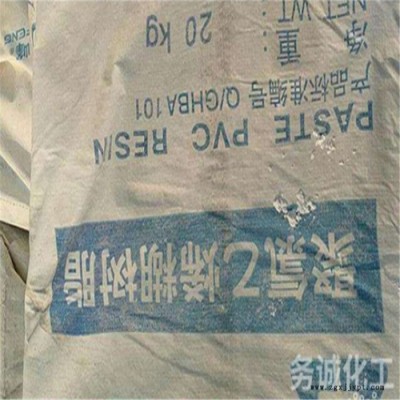 聚氯乙烯糊树脂
PASTE PVC RESIN
产品标准编号 Q/GHBA101
净 重:
NET WT:
20 kg
务诚化工